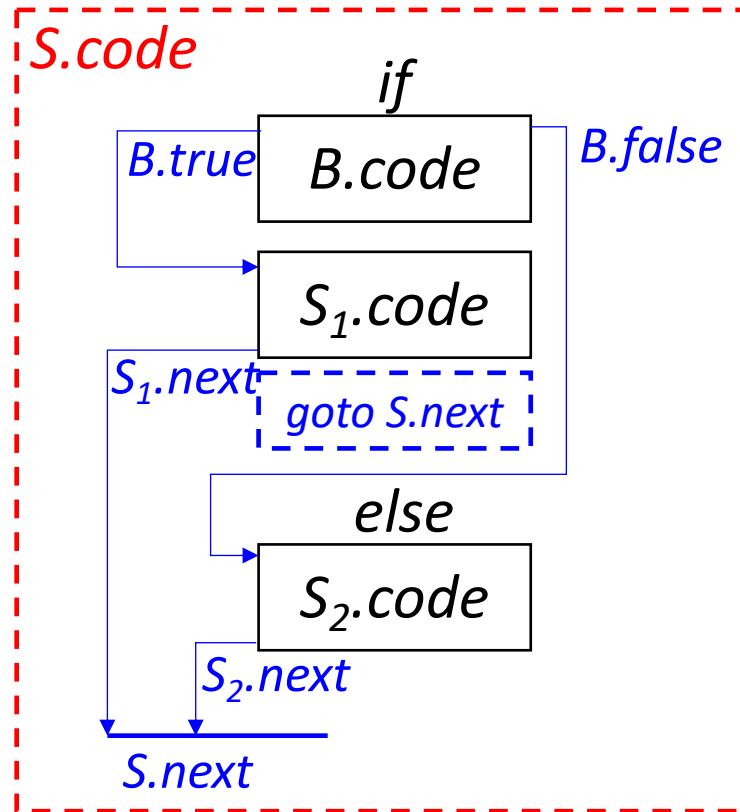 S.code
if
B.true
B.code
B.false
S₁.code
S₁.next
goto S.next
else
S₂.code
S₂.next
S.next